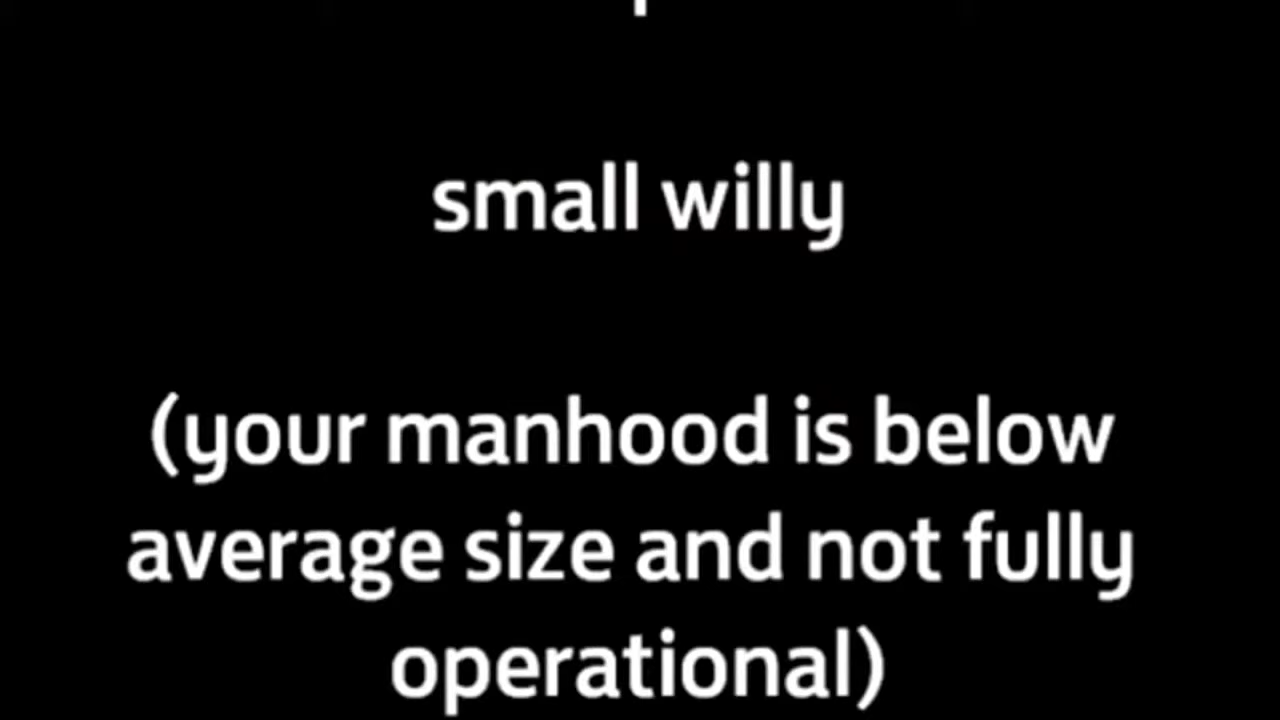 small willy
(your manhood is below
average size and not fully
operational)